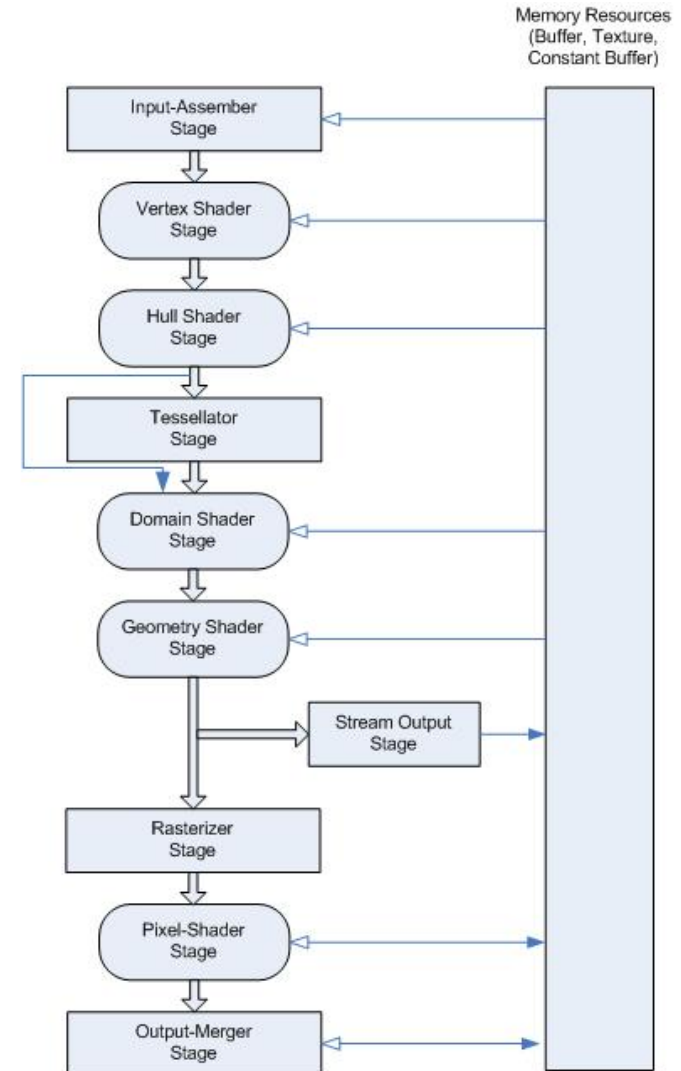 Memory Resources
(Buffer, Texture,
Constant Buffer)
Input-Assember
Stage
Vertex Shader
Stage
Hull Shader
Stage
Tessellator
Stage
Domain Shader
Stage
Geometry Shader
Stage
Stream Output
Stage
Rasterizer
Stage
Pixel-Shader
Stage
Output-Merger
Stage